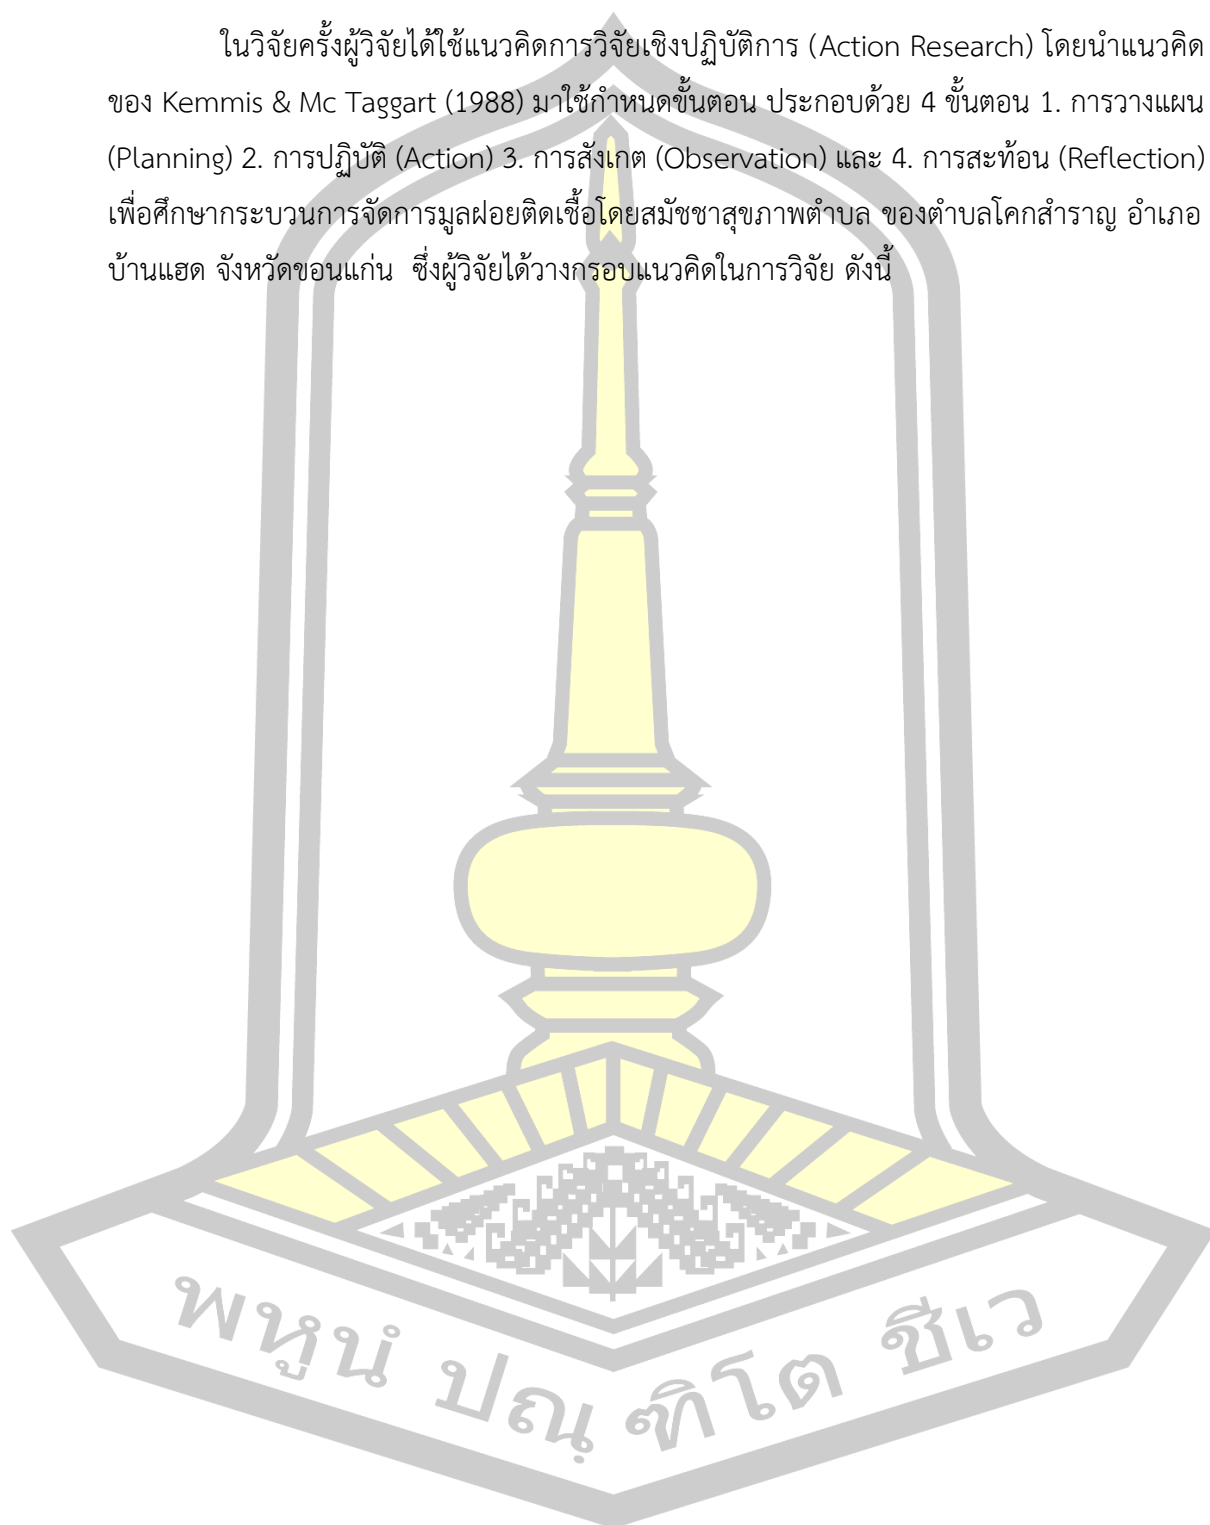 ในวิจัยครั้งผู้วิจัยได้ใช้แนวคิดการวิจัยเชิงปฏิบัติการ (Action Research) โดยนำแนวคิด
ของ Kemmis & Mc Taggart (1988) มาใช้กำหนดขั้นตอน ประกอบด้วย 4 ขั้นตอน 1. การวางแผน
(Planning) 2. การปฏิบัติ (Action) 3. การสังเกต (Observation) และ 4. การสะท้อน (Reflection)
เพื่อศึกษากระบวนการจัดการมูลฝอยติดเชื้อโดยสมัชชาสุขภาพตำบล ของตำบลโคกสำราญ อำเภอ
บ้านแฮด จังหวัดขอนแก่น ซึ่งผู้วิจัยได้วางกรอบแนวคิดในการวิจัย ดังนี้
พหูนํ ปณฺฑิโต ชีเว